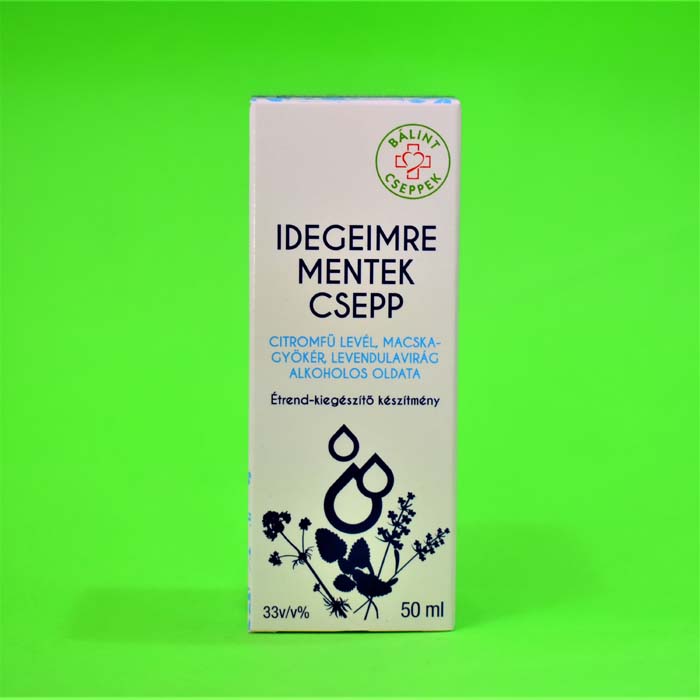 BÁLINT
CSEPPEK
IDEGEIMRE
MENTEK
CSEPP
CITROMFŰ LEVÉL, MACSKA-
GYÖKÉR, LEVENDULAVIRÁG
ALKOHOLOS OLDATA
Étrend-kiegészítő készítmény
33v/v% 50 ml